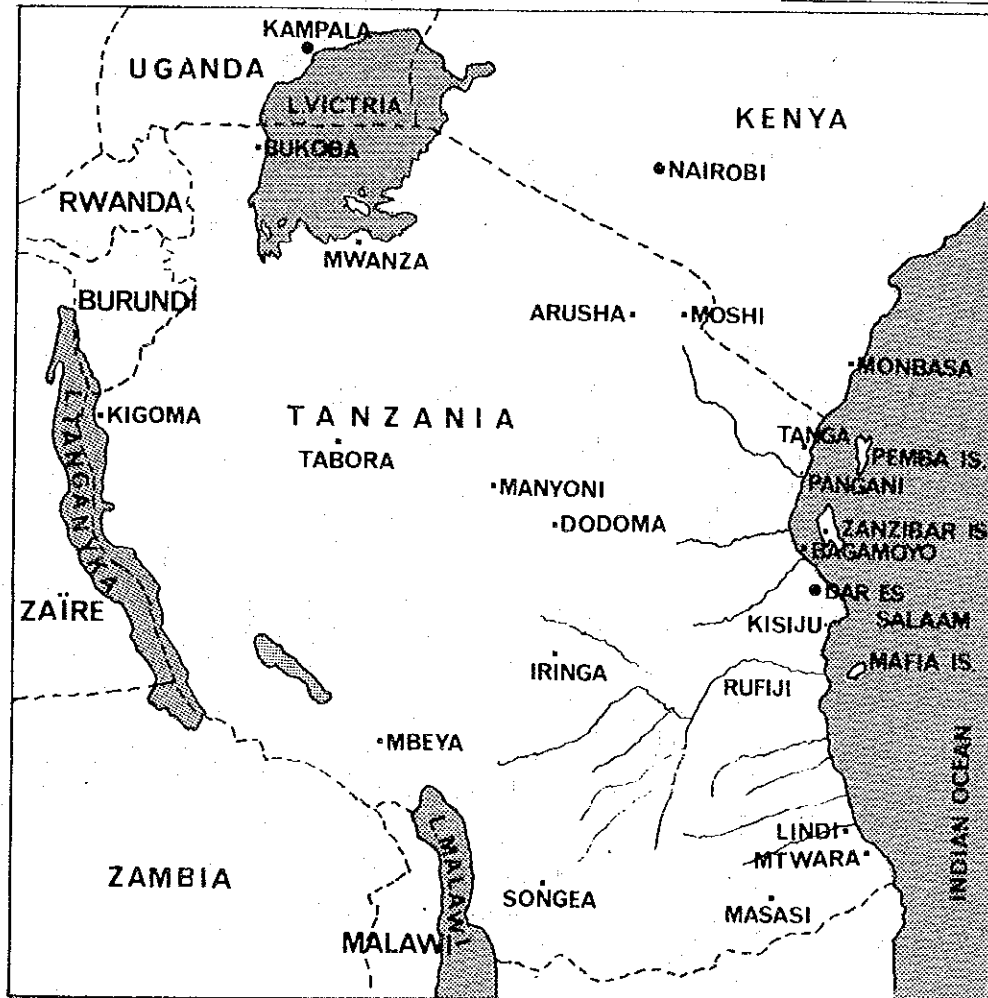 KAMPALA
UGANDA
L.VICTRIA
KENYA
BUKOBA
NAIROBI
RWANDA
MWANZA
BURUNDI
ARUSHA
MOSHI
MONBASA
KIGOMA
TANZANIA
TANGA
TABORA
PEMBA IS.
L.TANGANYKA
MANYONI
PANGANI
DODOMA
ZANZIBAR IS
BAGAMOYO
ZAÏRE
DAR ES
SALAAM
KISIJU
IRINGA
MAFIA IS
RUFIJI
MBEYA
INDIAN OCEAN
L.MALAWI
LINDI
MTWARA
ZAMBIA
SONGEA
MASASI
MALAWI